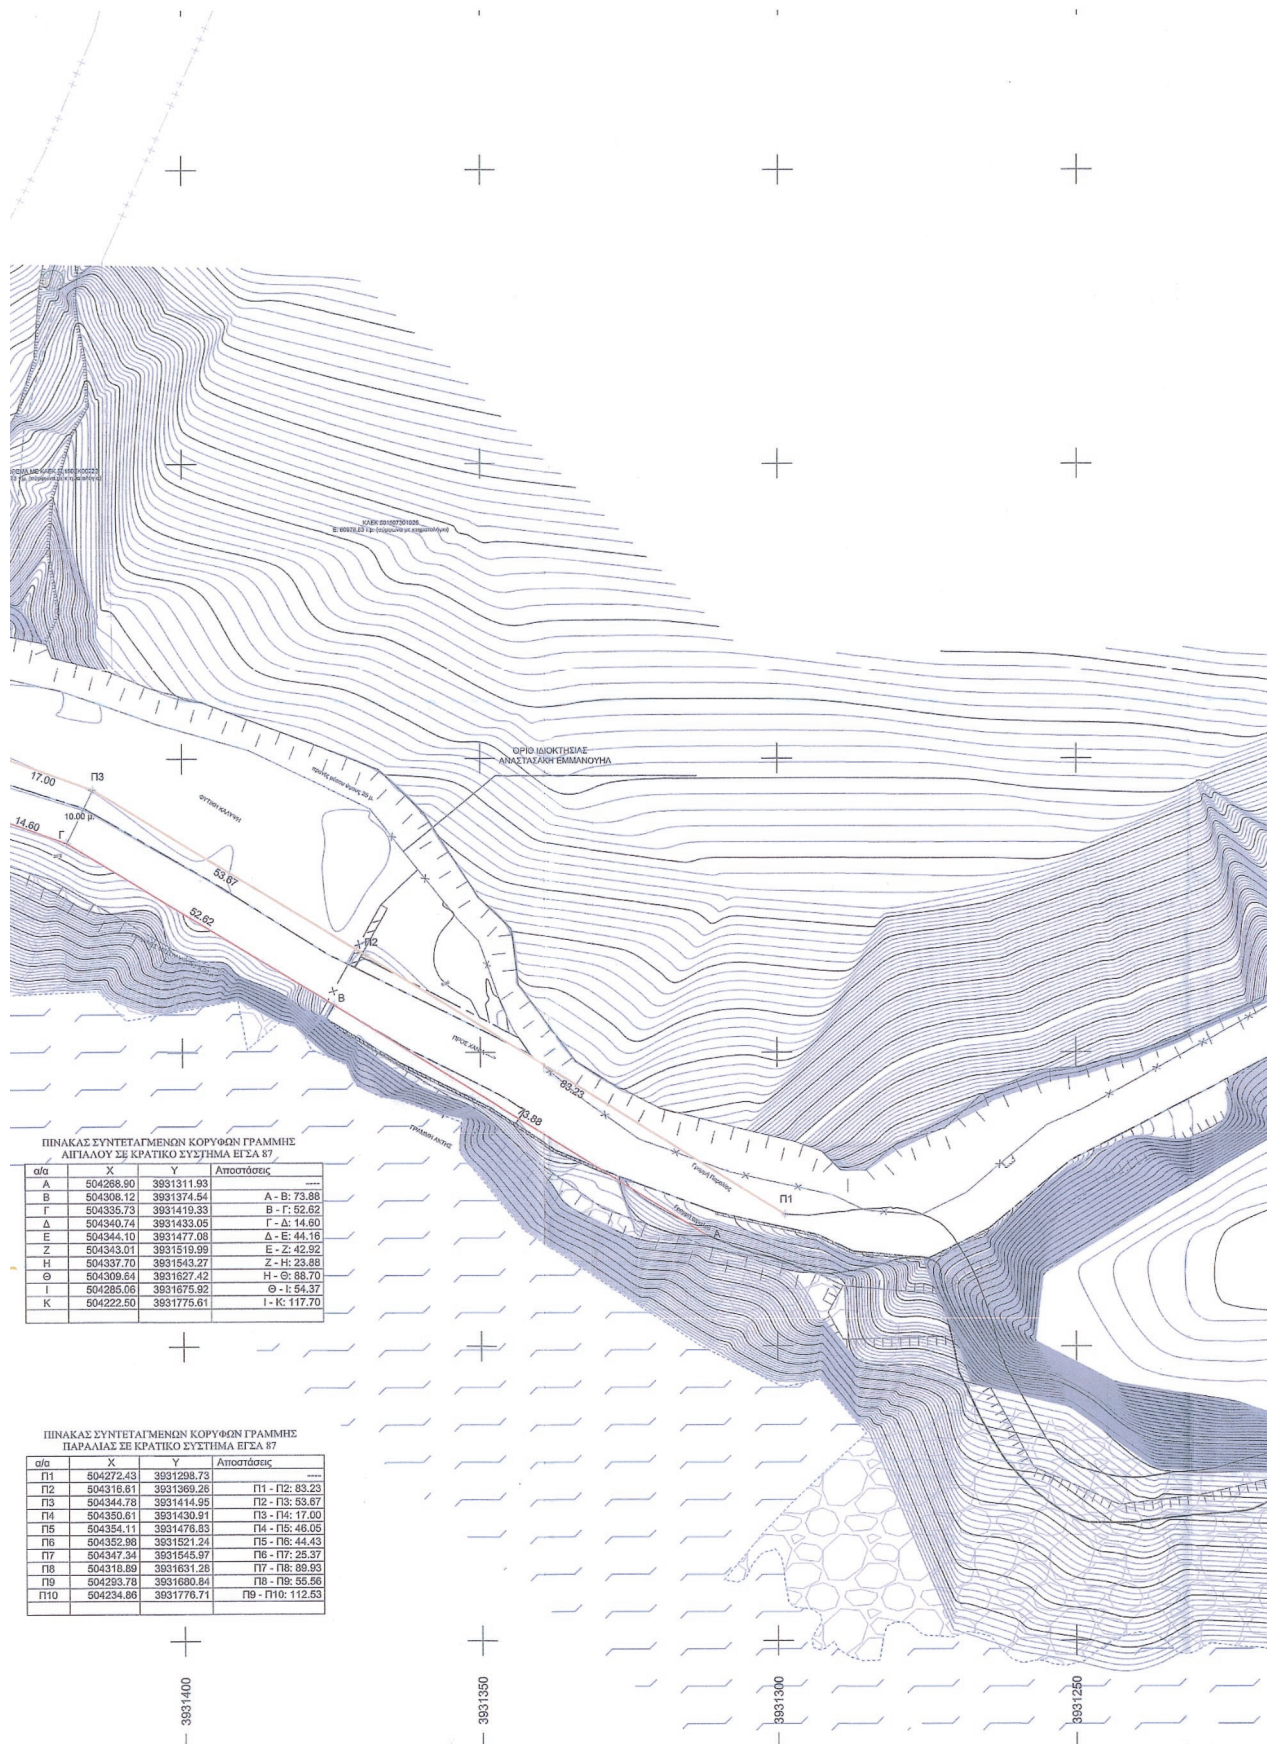 ΚΑΕΚ 501507301026
ΟΡΙΟ ΙΔΙΟΚΤΗΣΙΑΣ
ΑΝΑΣΤΑΣΑΚΗ ΕΜΜΑΝΟΥΗΛ
17.00
Π3
ΦΥΤΙΚΗ ΚΑΛΥΨΗ
10.00 μ.
14.60
Γ
53.67
52.62
Π2
Β
ΠΡΟΣ ΧΑΝΙΑ
83.23
73.88
ΓΡΑΜΜΗ ΑΚΤΗΣ
Γραμμή Παραλίας
Π1
Α
ΠΙΝΑΚΑΣ ΣΥΝΤΕΤΑΓΜΕΝΩΝ ΚΟΡΥΦΩΝ ΓΡΑΜΜΗΣ
ΑΙΓΙΑΛΟΥ ΣΕ ΚΡΑΤΙΚΟ ΣΥΣΤΗΜΑ ΕΓΣΑ 87
α/α Χ Υ Αποστάσεις
Α 504268.90 3931311.93 ----
Β 504308.12 3931374.54 Α - Β: 73.88
Γ 504335.73 3931419.33 Β - Γ: 52.62
Δ 504340.74 3931433.05 Γ - Δ: 14.60
Ε 504344.10 3931477.08 Δ - Ε: 44.16
Ζ 504343.01 3931519.99 Ε - Ζ: 42.92
Η 504337.70 3931543.27 Ζ - Η: 23.88
Θ 504309.64 3931627.42 Η - Θ: 88.70
Ι 504285.06 3931675.92 Θ - Ι: 54.37
Κ 504222.50 3931775.61 Ι - Κ: 117.70
ΠΙΝΑΚΑΣ ΣΥΝΤΕΤΑΓΜΕΝΩΝ ΚΟΡΥΦΩΝ ΓΡΑΜΜΗΣ
ΠΑΡΑΛΙΑΣ ΣΕ ΚΡΑΤΙΚΟ ΣΥΣΤΗΜΑ ΕΓΣΑ 87
α/α Χ Υ Αποστάσεις
Π1 504272.43 3931298.73 ----
Π2 504316.61 3931369.26 Π1 - Π2: 83.23
Π3 504344.78 3931414.95 Π2 - Π3: 53.67
Π4 504350.61 3931430.91 Π3 - Π4: 17.00
Π5 504354.11 3931476.83 Π4 - Π5: 46.05
Π6 504352.98 3931521.24 Π5 - Π6: 44.43
Π7 504347.34 3931545.97 Π6 - Π7: 25.37
Π8 504318.89 3931631.28 Π7 - Π8: 89.93
Π9 504293.78 3931680.84 Π8 - Π9: 55.56
Π10 504234.86 3931776.71 Π9 - Π10: 112.53
3931400
3931350
3931300
3931250